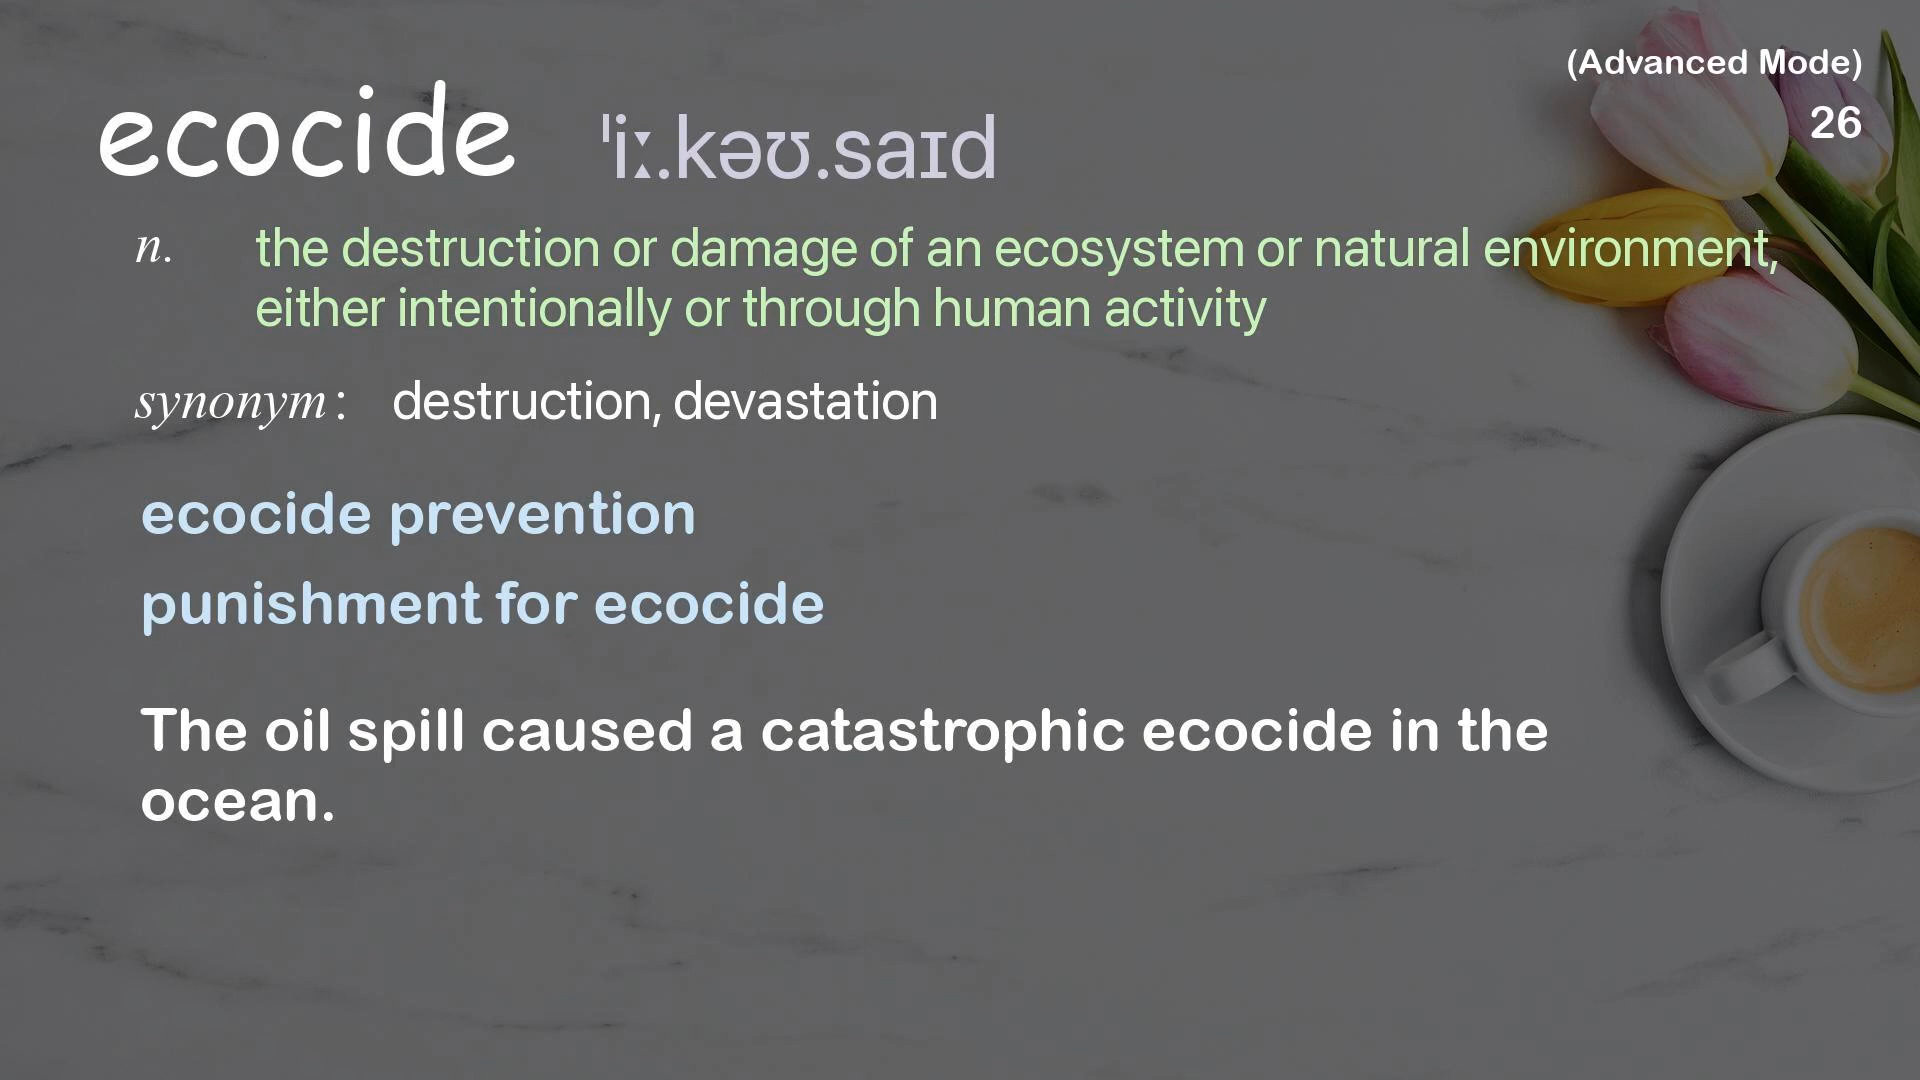 (Advanced Mode)
26
ecocide ˈiː.kəʊ.saɪd
n. the destruction or damage of an ecosystem or natural environment,
either intentionally or through human activity
synonym: destruction, devastation
ecocide prevention
punishment for ecocide
The oil spill caused a catastrophic ecocide in the
ocean.